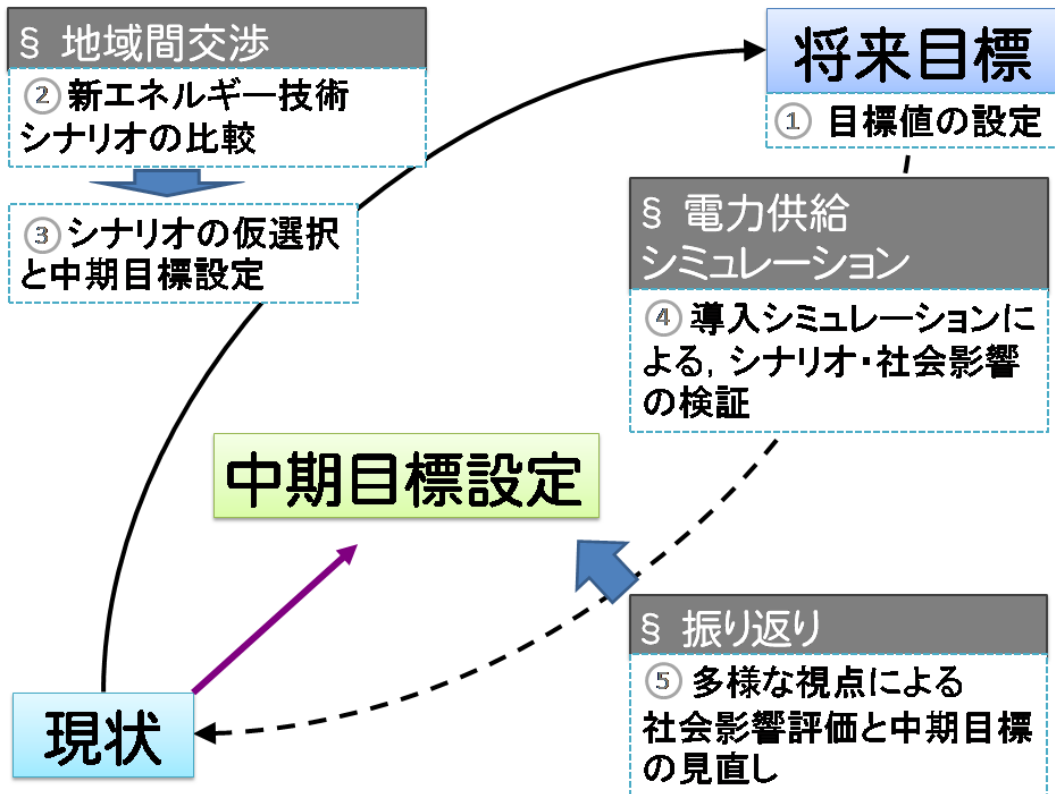 § 地域間交渉
② 新エネルギー技術
シナリオの比較
③ シナリオの仮選択
と中期目標設定
将来目標
① 目標値の設定
§ 電力供給
シミュレーション
④ 導入シミュレーションに
よる, シナリオ・社会影響
の検証
中期目標設定
§ 振り返り
⑤ 多様な視点による
社会影響評価と中期目標
の見直し
現状